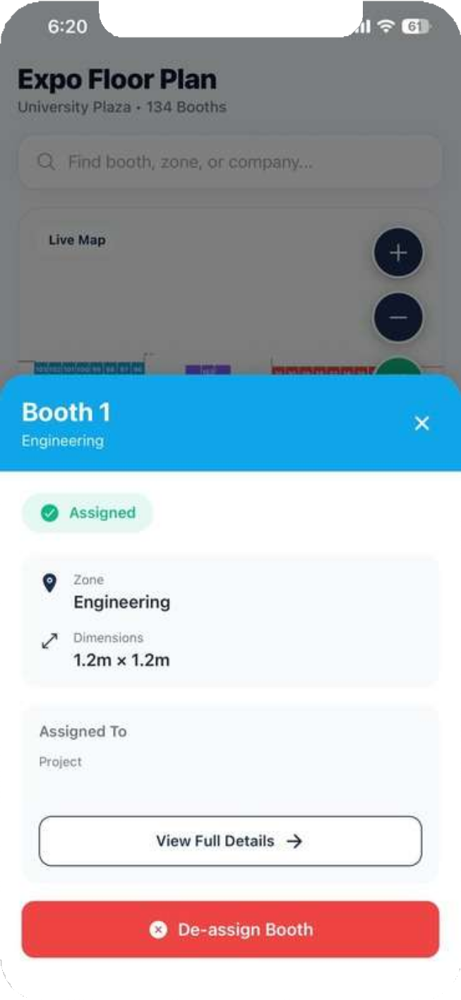 6:20
61
Expo Floor Plan
University Plaza • 134 Booths
Find booth, zone, or company...
Live Map
Booth 1
Engineering
Assigned
Zone
Engineering
Dimensions
1.2m × 1.2m
Assigned To
Project
View Full Details
De-assign Booth